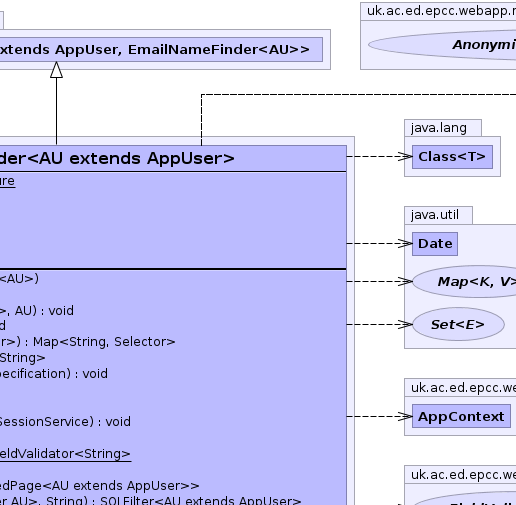 uk.ac.ed.epcc.webapp.
xtends AppUser, EmailNameFinder<AU>>
Anonymi
java.lang
Class<T>
der<AU extends AppUser>
ure
java.util
Date
Map<K, V>
Set<E>
<AU>)
>, AU) : void
d
r>) : Map<String, Selector>
String>
pecification) : void
uk.ac.ed.epcc.we
AppContext
SessionService) : void
eldValidator<String>
uk.ac.ed.epcc.we
edPage<AU extends AppUser>>
er AU>, String) : SQLFilter<AU extends AppUser>